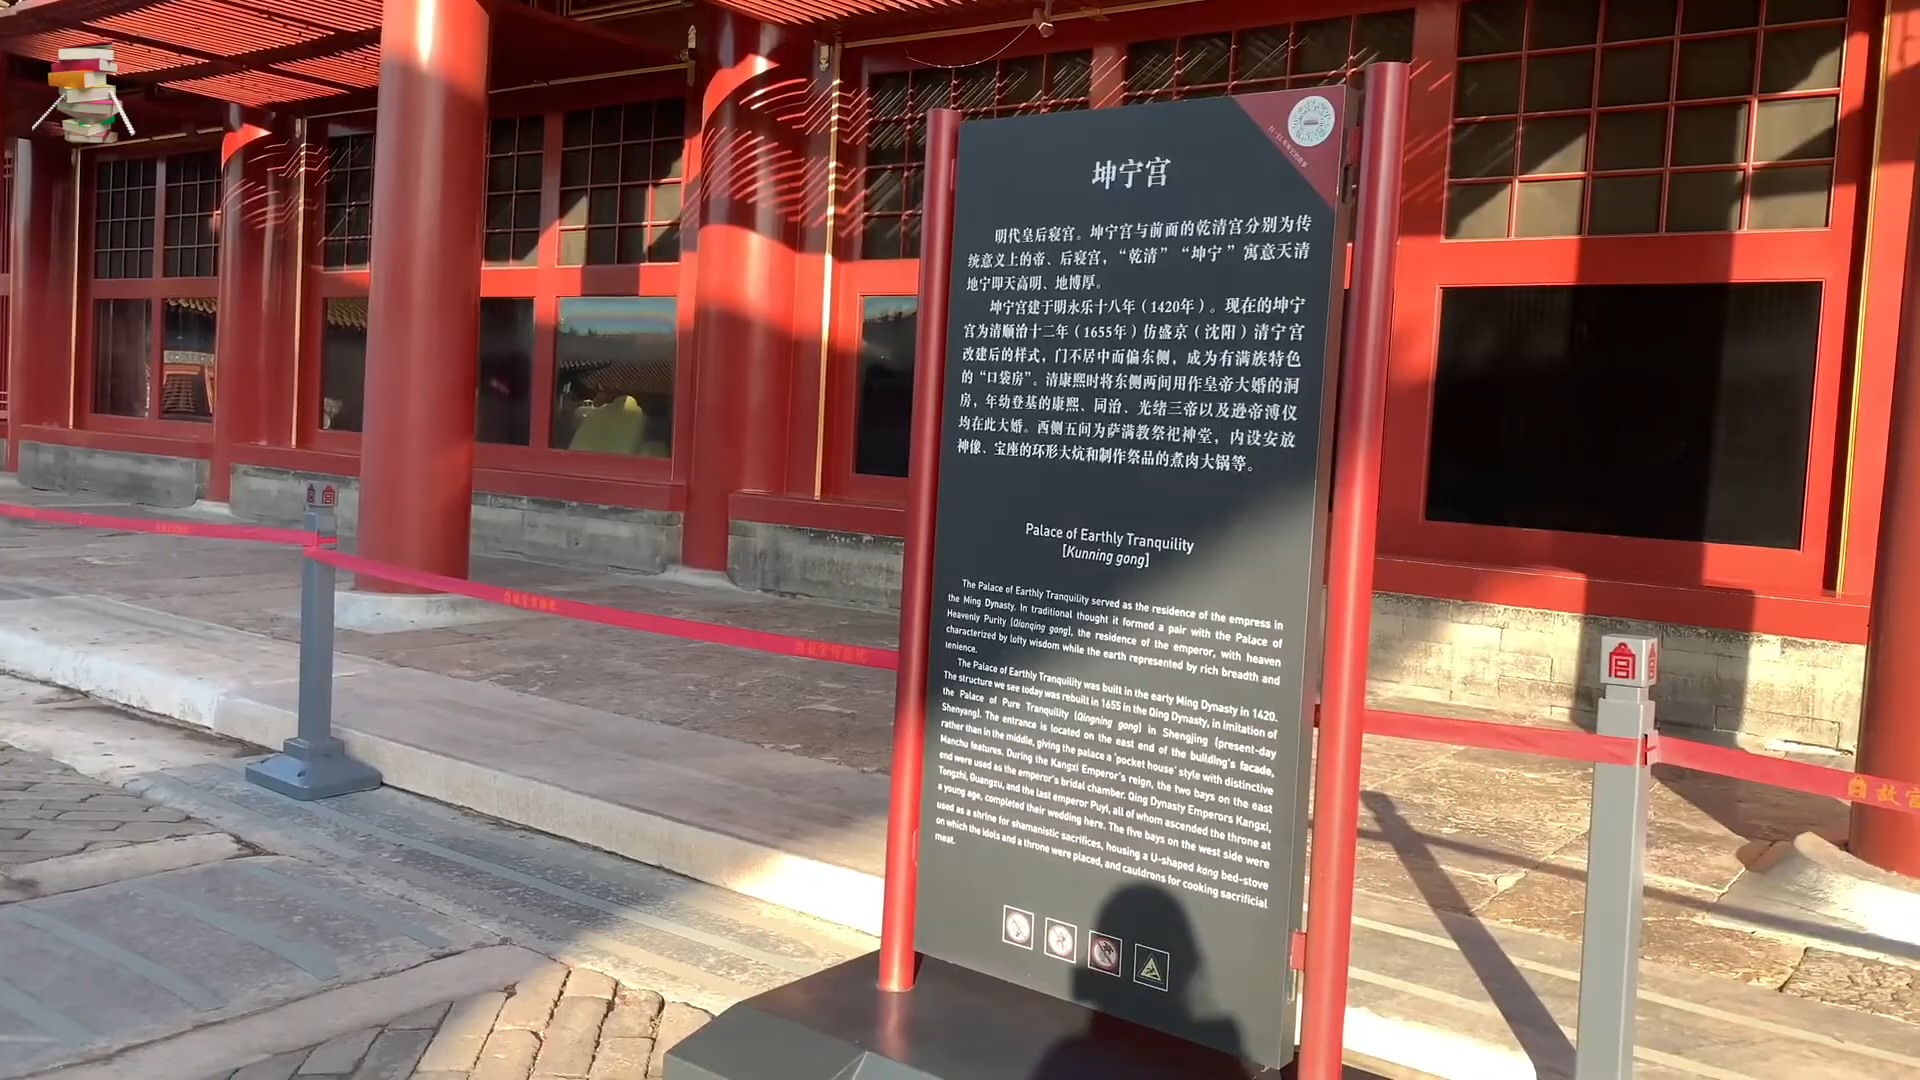 坤宁宫
明代皇后寝宫。坤宁宫与前面的乾清宫分别为传
统意义上的帝、后寝宫，“乾清”“坤宁”寓意天清
地宁即天高明、地博厚。
坤宁宫建于明永乐十八年（1420年）。现在的坤宁
宫为清顺治十二年（1655年）仿盛京（沈阳）清宁宫
改建后的样式，门不居中而偏东侧，成为有满族特色
的“口袋房”。清康熙时将东侧两间用作皇帝大婚的洞
房，年幼登基的康熙、同治、光绪三帝以及逊帝溥仪
均在此大婚。西侧五间为萨满教祭祀神堂，内设安放
神像、宝座的环形大炕和制作祭品的煮肉大锅等。
Palace of Earthly Tranquility
[Kunning gong]
The Palace of Earthly Tranquility served as the residence of the empress in
the Ming Dynasty. In traditional thought it formed a pair with the Palace of
Heavenly Purity (Qianqing gong), the residence of the emperor, with heaven
characterized by lofty wisdom while the earth represented by rich breadth and
lenience.
The Palace of Earthly Tranquility was built in the early Ming Dynasty in 1420.
The structure we see today was rebuilt in 1655 in the Qing Dynasty, in imitation of
the Palace of Pure Tranquility (Qingning gong) in Shengjing (present-day
Shenyang). The entrance is located on the east end of the building's facade,
rather than in the middle, giving the palace a "pocket house" style with distinctive
Manchu features. During the Kangxi Emperor's reign, the two bays on the east
end were used as the emperor's bridal chamber. Qing Dynasty Emperors Kangxi,
Tongzhi, Guangxu, and the last emperor Puyi, all of whom ascended the throne at
a young age, completed their wedding here. The five bays on the west side were
used as a shrine for shamanistic sacrifices, housing a U-shaped kang bed-stove
on which the idols and a throne were placed, and cauldrons for cooking sacrificial
meat.
宫
故宫博物院
故宫博物院
宫
故宫